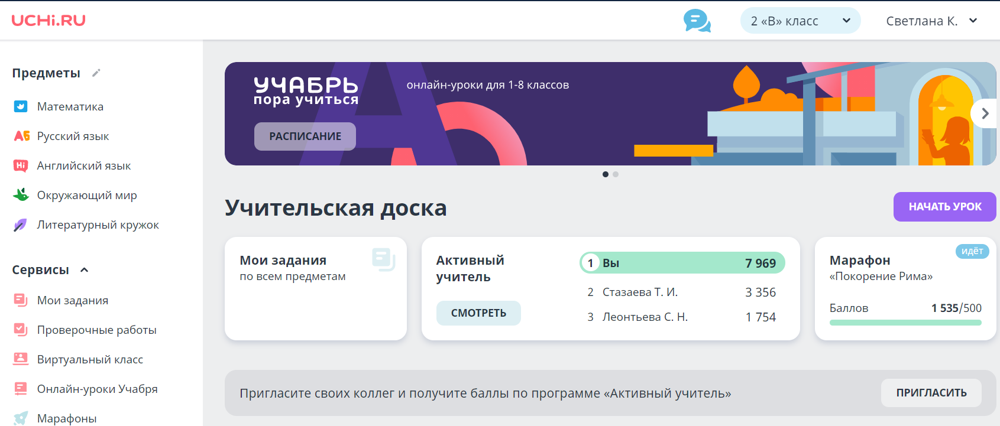 UCHi.RU
2 «В» класс
Светлана К.
Предметы
Математика
Русский язык
Английский язык
Окружающий мир
Литературный кружок
Сервисы
Мои задания
Проверочные работы
Виртуальный класс
Онлайн-уроки Учабря
Марафоны
УЧАБРЬ
пора учиться
онлайн-уроки для 1-8 классов
РАСПИСАНИЕ
Учительская доска
НАЧАТЬ УРОК
Мои задания
по всем предметам
Активный
учитель
СМОТРЕТЬ
1 Вы 7 969
2 Стазаева Т. И. 3 356
3 Леонтьева С. Н. 1 754
идёт
Марафон
«Покорение Рима»
Баллов 1 535/500
Пригласите своих коллег и получите баллы по программе «Активный учитель»
ПРИГЛАСИТЬ